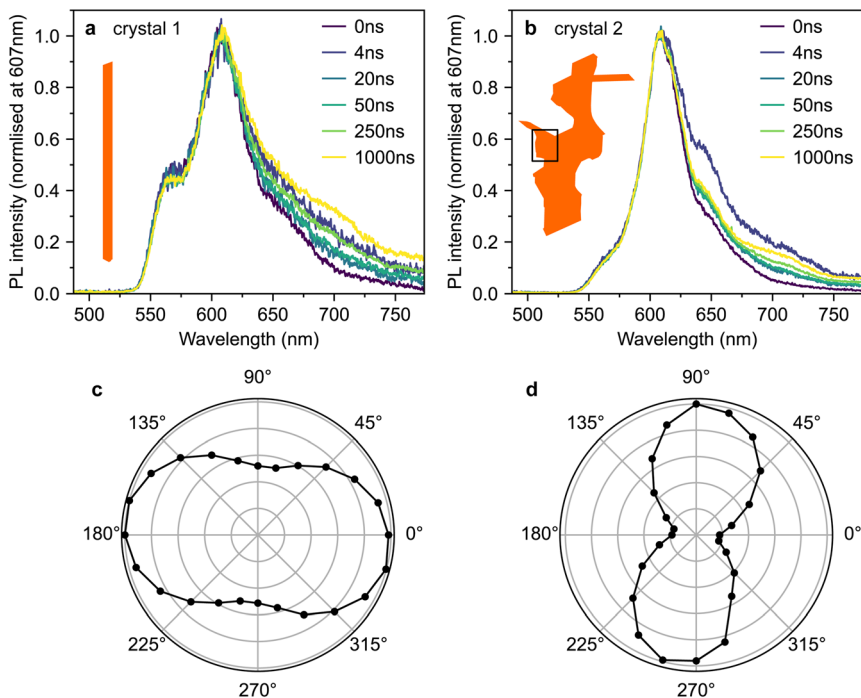 a crystal 1
0ns
4ns
20ns
50ns
250ns
1000ns
PL intensity (normlised at 607nm)
1.0
0.8
0.6
0.4
0.2
0.0
500 550 600 650 700 750
Wavelength (nm)
b crystal 2
0ns
4ns
20ns
50ns
250ns
1000ns
PL intensity (normlised at 607nm)
1.0
0.8
0.6
0.4
0.2
0.0
500 550 600 650 700 750
Wavelength (nm)
c
90°
135° 45°
180° 0°
225° 315°
270°
d
90°
135° 45°
180° 0°
225° 315°
270°